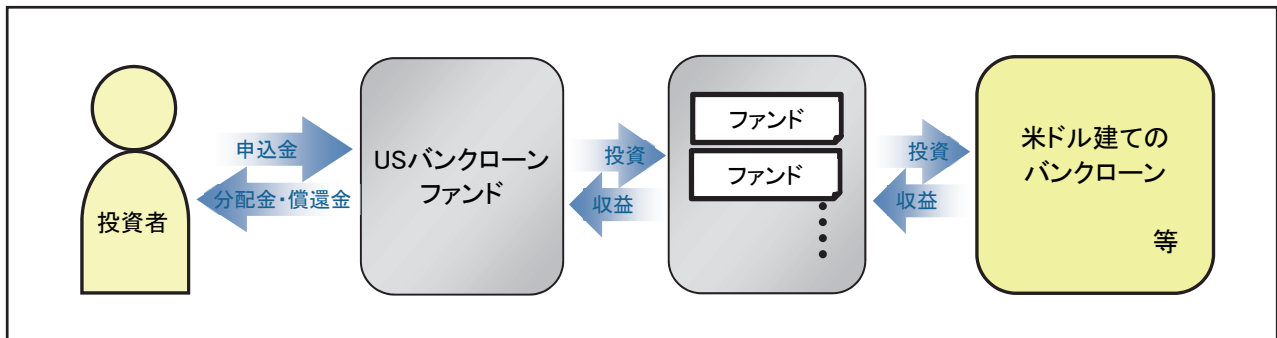 投資者
申込金
分配金・償還金
USバンクローン
ファンド
投資
収益
ファンド
ファンド
投資
収益
米ドル建ての
バンクローン
等